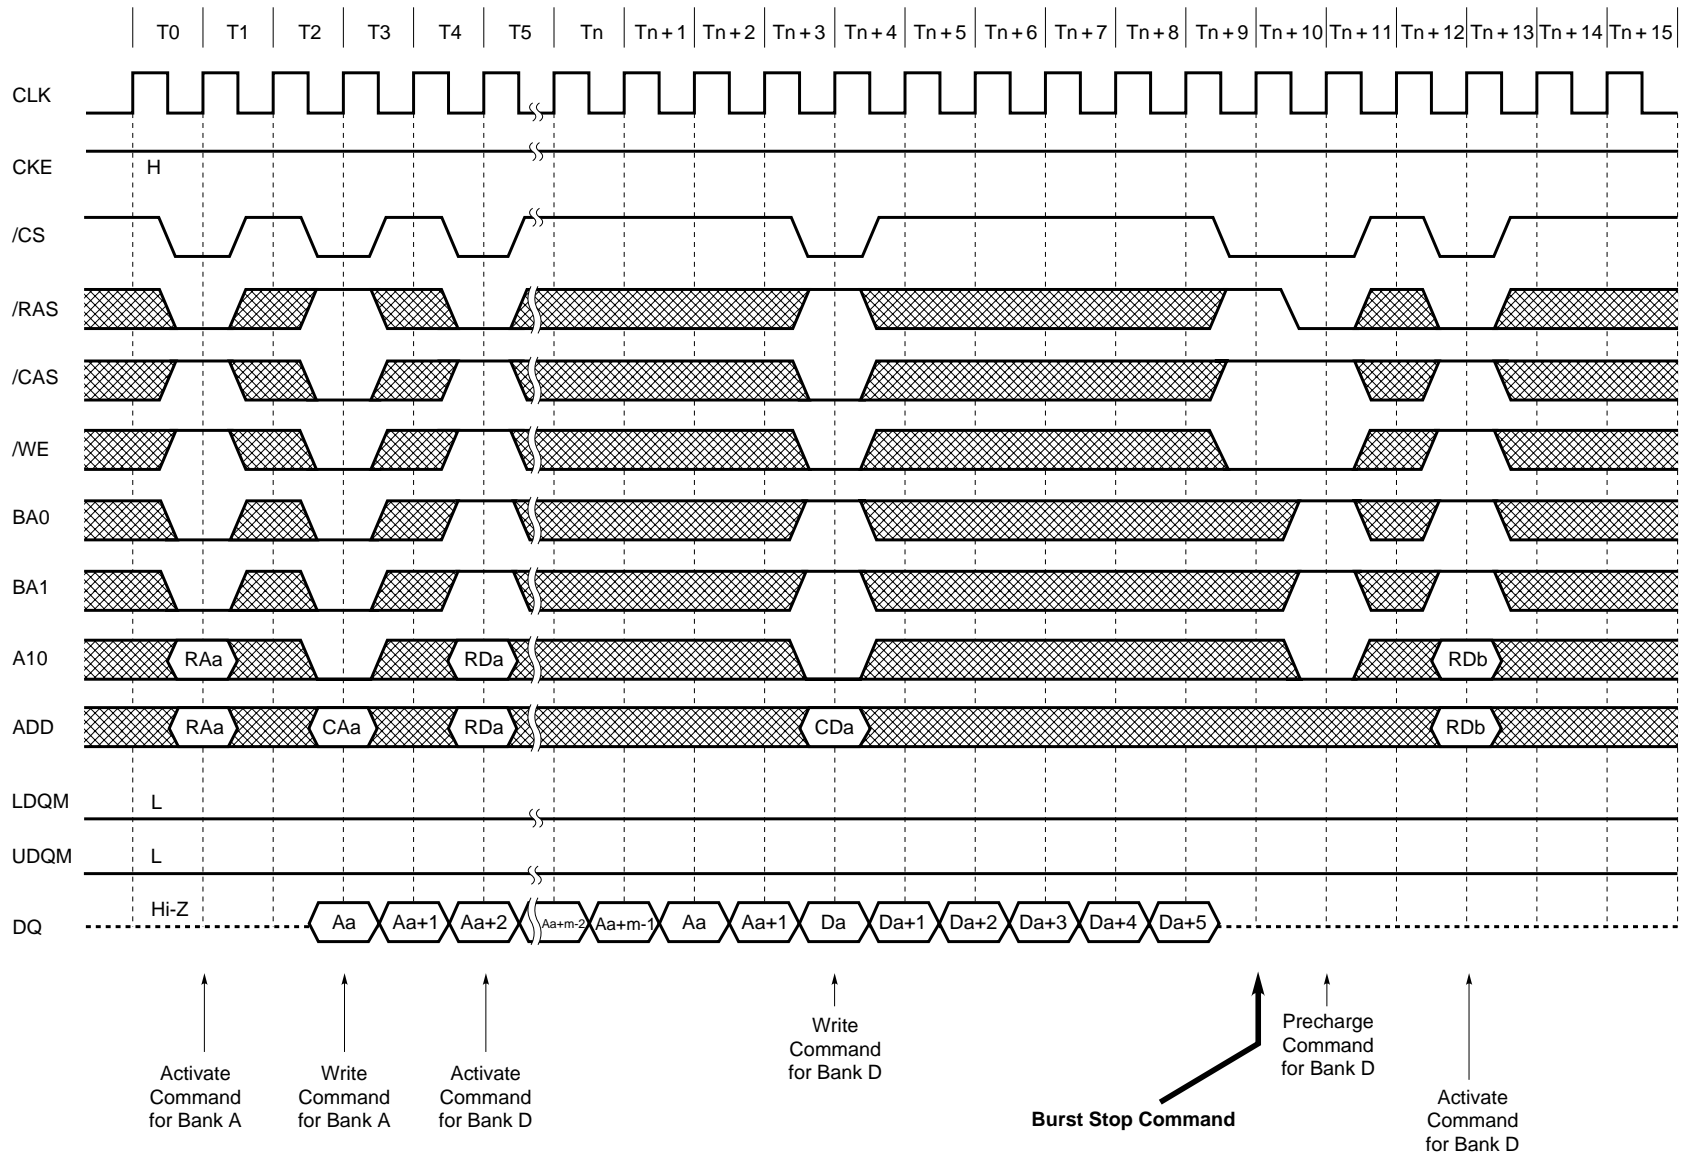 T0 T1 T2 T3 T4 T5 Tn Tn + 1 Tn + 2 Tn + 3 Tn + 4 Tn + 5 Tn + 6 Tn + 7 Tn + 8 Tn + 9 Tn + 10 Tn + 11 Tn + 12 Tn + 13 Tn + 14 Tn + 15
CLK
CKE H
/CS
/RAS
/CAS
/WE
BA0
BA1
A10 RAa RDa RDb
ADD RAa CAa RDa CDa RDb
LDQM L
UDQM L
DQ Hi-Z Aa Aa+1 Aa+2 Aa+m-2 Aa+m-1 Aa Aa+1 Da Da+1 Da+2 Da+3 Da+4 Da+5
Activate
Command
for Bank A
Write
Command
for Bank A
Activate
Command
for Bank D
Write
Command
for Bank D
Burst Stop Command
Precharge
Command
for Bank D
Activate
Command
for Bank D